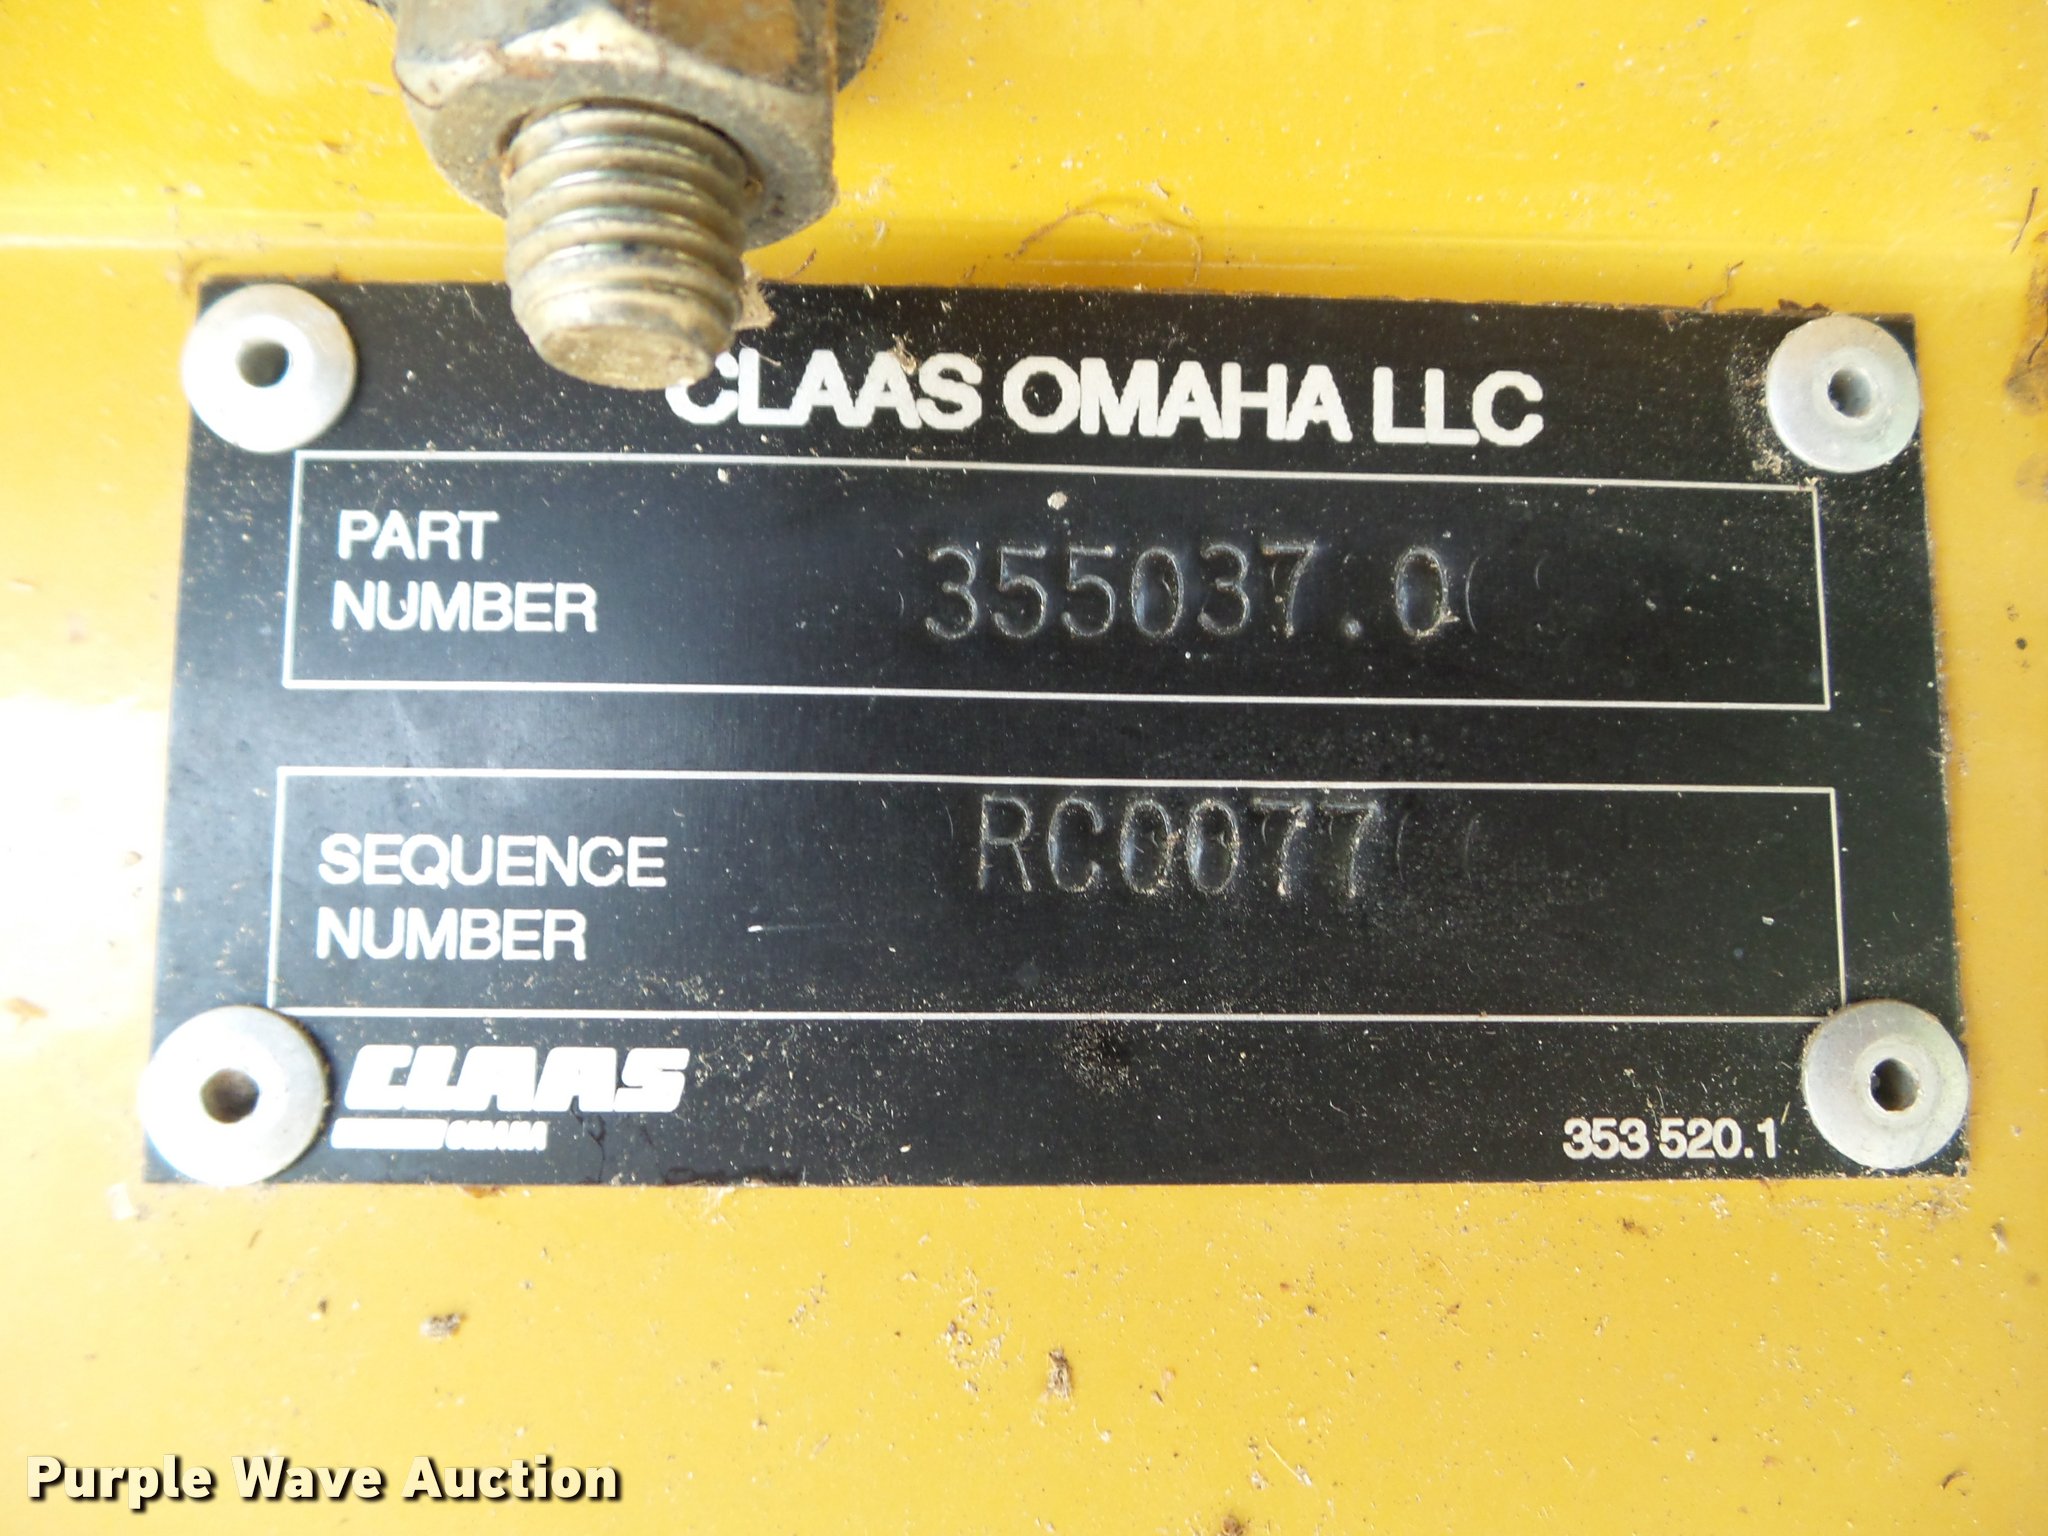 CLAAS OMAHA LLC
PART
NUMBER
355037.0
SEQUENCE
NUMBER
RC0077
CLAAS
OMAHA
353 520.1
Purple Wave Auction